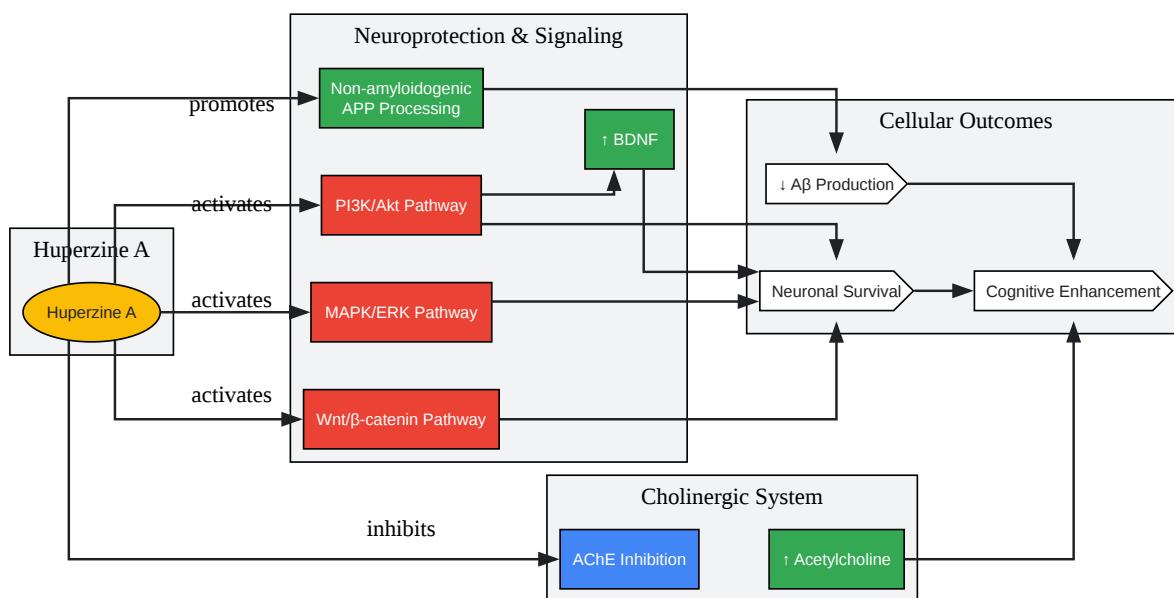 Neuroprotection & Signaling
Non-amyloidogenic
APP Processing
promotes
↑ BDNF
Cellular Outcomes
↓ Aβ Production
activates
PI3K/Akt Pathway
Huperzine A
Huperzine A
activates
MAPK/ERK Pathway
Neuronal Survival
Cognitive Enhancement
activates
Wnt/β-catenin Pathway
Cholinergic System
inhibits
AChE Inhibition
↑ Acetylcholine